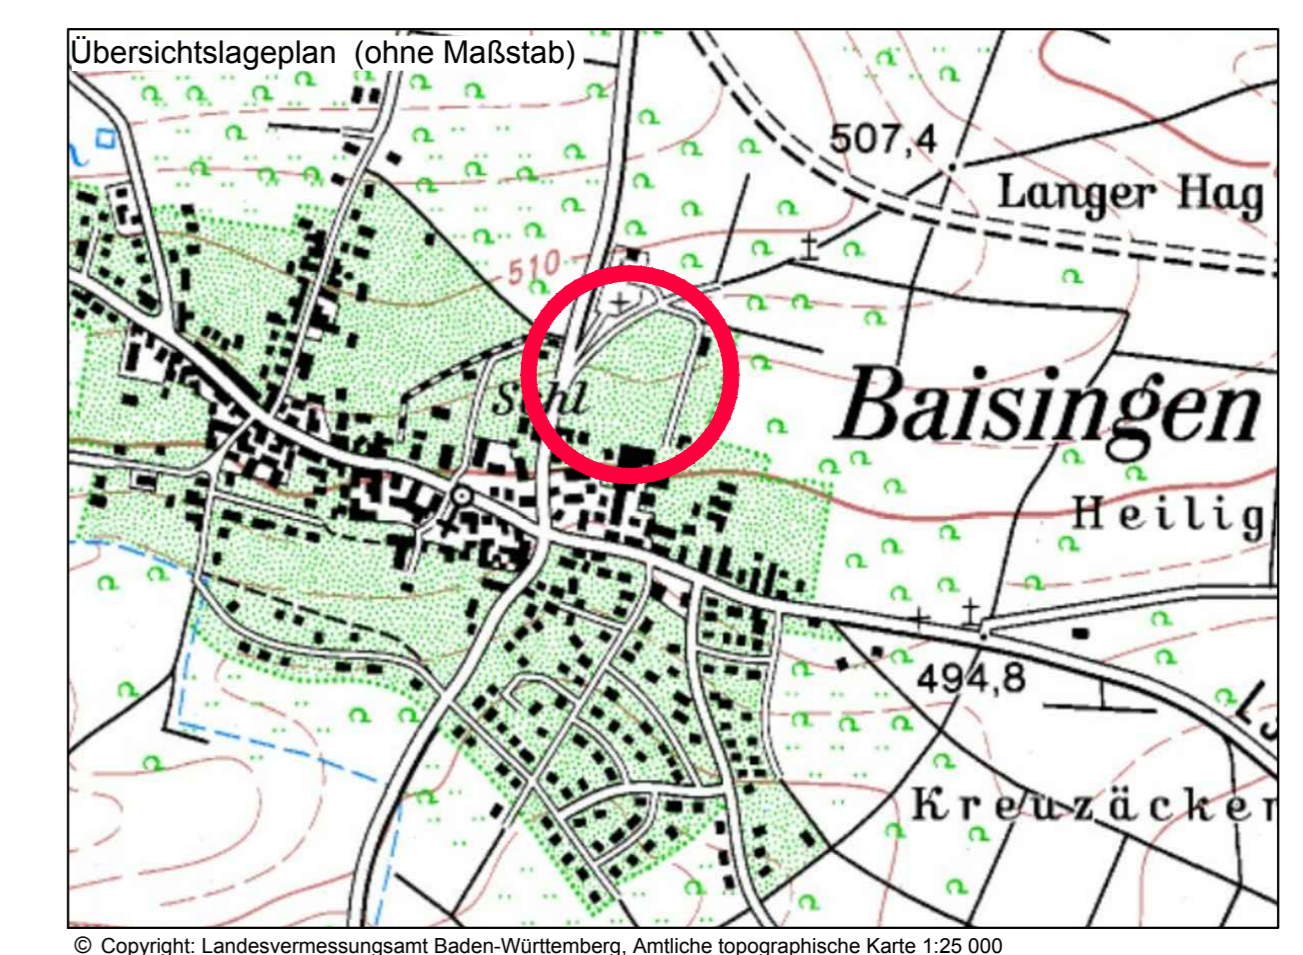 Übersichtslageplan (ohne Maßstab)
507,4
Langer Hag
510
Baisingen
Heilig
494,8
Kreuzäcker
© Copyright: Landesvermessungsamt Baden-Württemberg, Amtliche topographische Karte 1:25 000